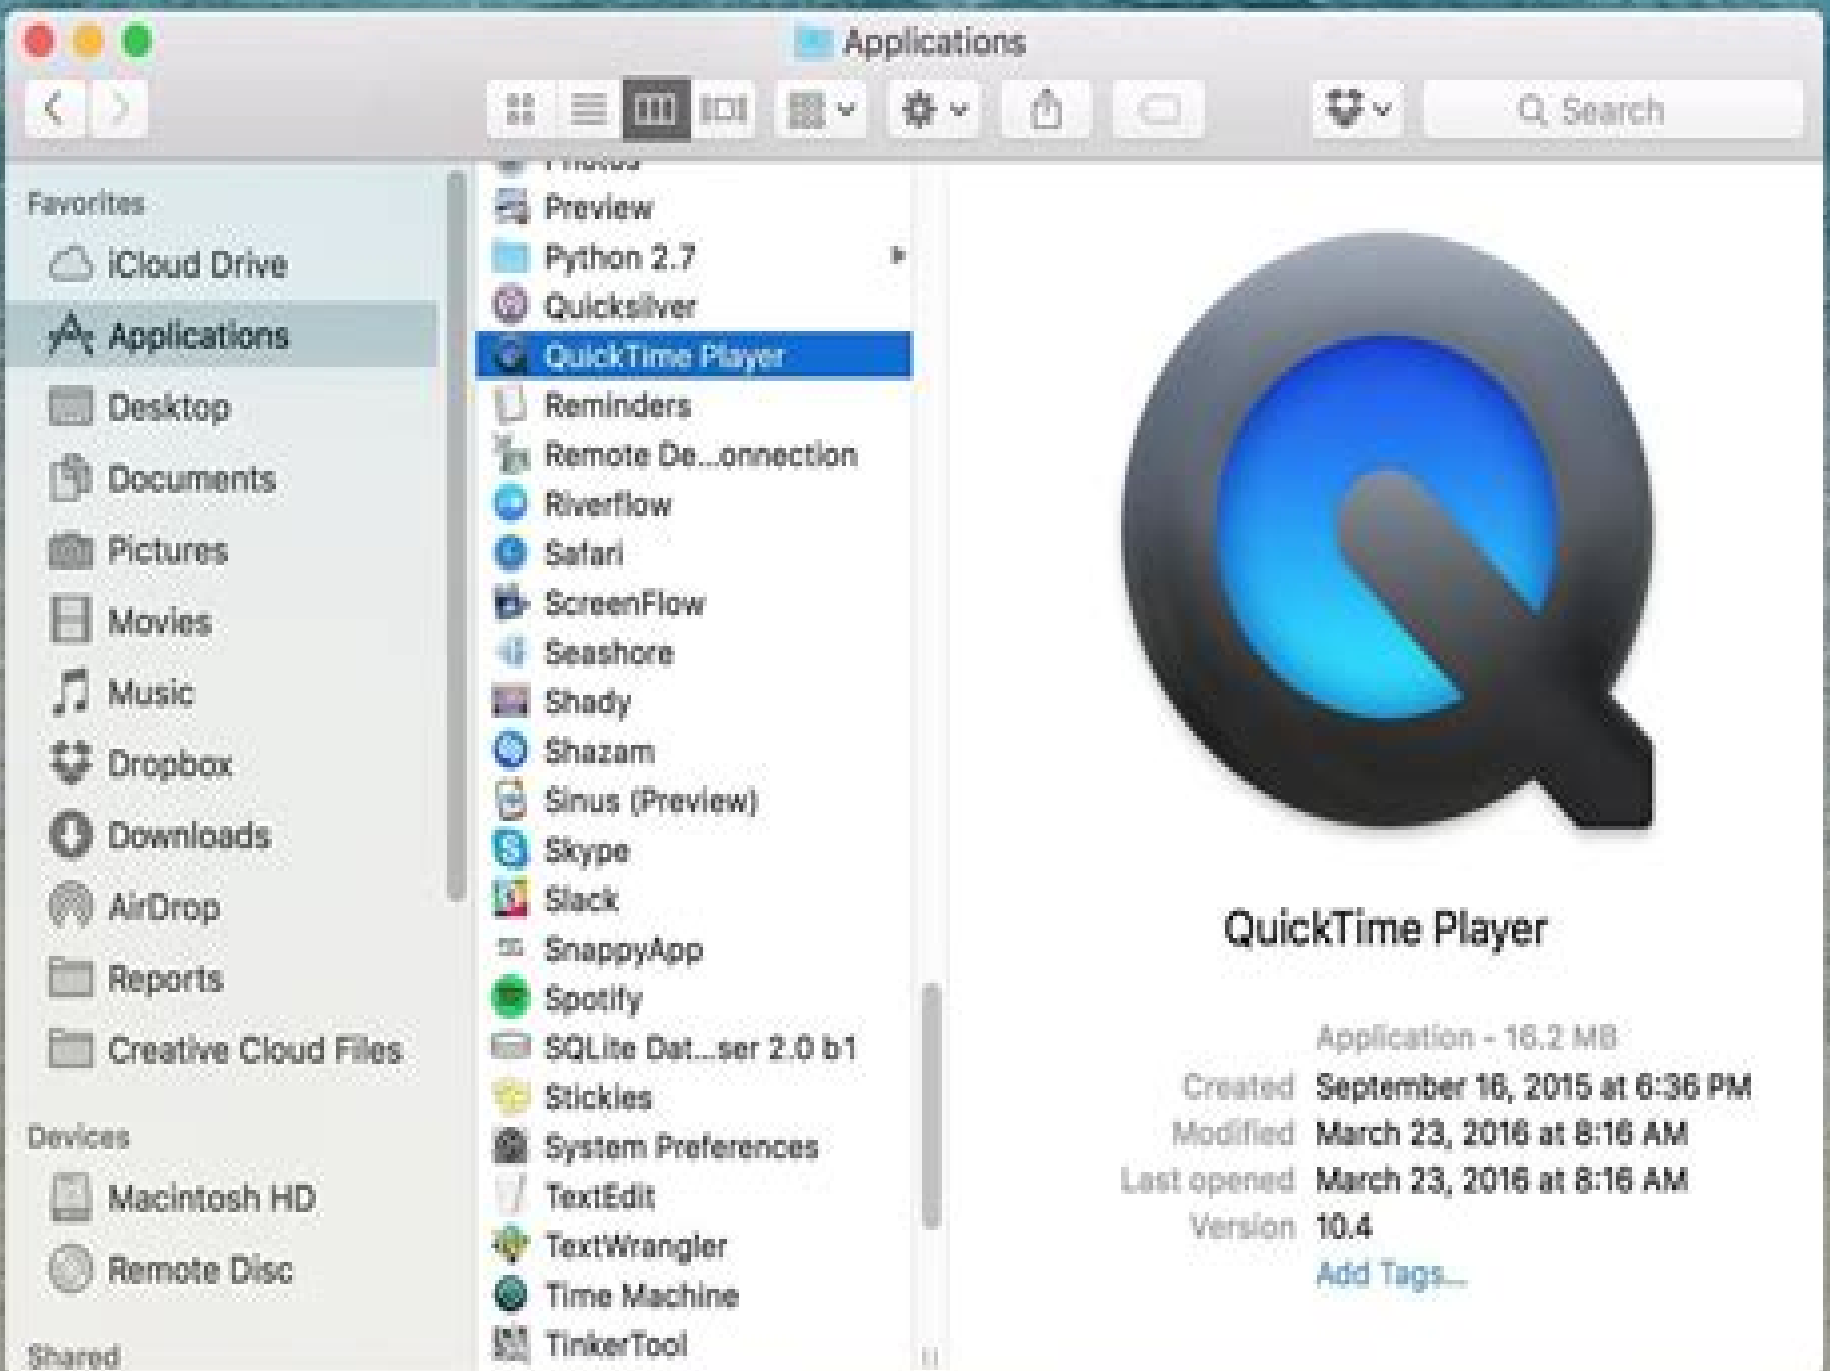 Applications
Search
Favorites
iCloud Drive
Applications
Desktop
Documents
Pictures
Movies
Music
Dropbox
Downloads
AirDrop
Reports
Creative Cloud Files
Devices
Macintosh HD
Remote Disc
Shared
Photos
Preview
Python 2.7
Quicksilver
QuickTime Player
Reminders
Remote De...onnection
Riverflow
Safari
ScreenFlow
Seashore
Shady
Shazam
Sinus (Preview)
Skype
Slack
SnappyApp
Spotify
SQLite Dat...ser 2.0 b1
Stickies
System Preferences
TextEdit
TextWrangler
Time Machine
TinkerTool
QuickTime Player
Application - 16.2 MB
Created September 16, 2015 at 6:36 PM
Modified March 23, 2016 at 8:16 AM
Last opened March 23, 2016 at 8:16 AM
Version 10.4
Add Tags...